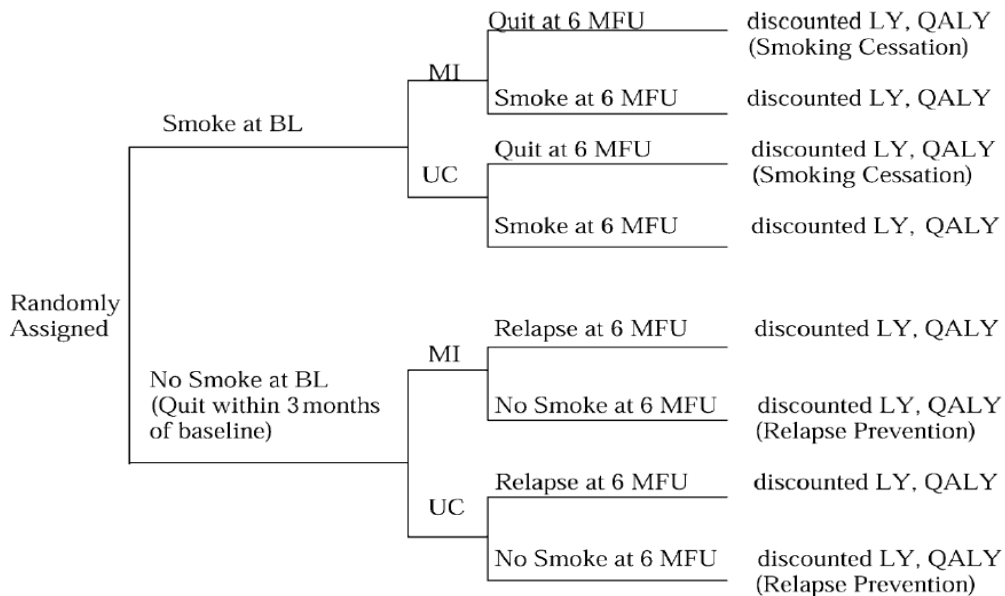 Quit at 6 MFU
discounted LY, QALY
(Smoking Cessation)
MI
Smoke at 6 MFU
discounted LY, QALY
Smoke at BL
Quit at 6 MFU
discounted LY, QALY
(Smoking Cessation)
UC
Smoke at 6 MFU
discounted LY, QALY
Randomly
Assigned
Relapse at 6 MFU
discounted LY, QALY
MI
No Smoke at BL
(Quit within 3 months
of baseline)
No Smoke at 6 MFU
discounted LY, QALY
(Relapse Prevention)
Relapse at 6 MFU
discounted LY, QALY
UC
No Smoke at 6 MFU
discounted LY, QALY
(Relapse Prevention)